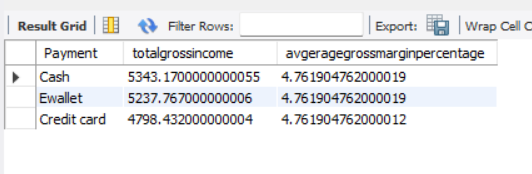 Result Grid Filter Rows: Export: Wrap Cell C
Payment totalgrossincome avgeragegrossmarginpercentage
Cash 5343.1700000000055 4.761904762000019
Ewallet 5237.767000000006 4.761904762000019
Credit card 4798.432000000004 4.761904762000012